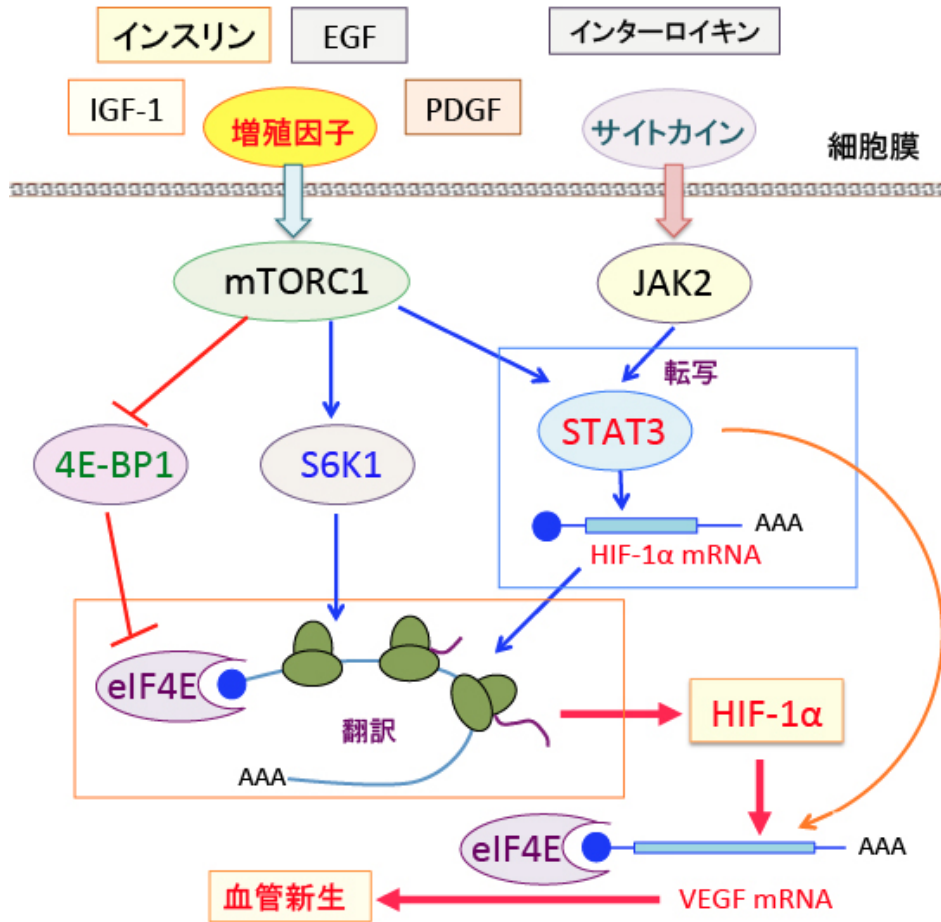 インスリン
EGF
インターロイキン
IGF-1
増殖因子
PDGF
サイトカイン
細胞膜
mTORC1
JAK2
転写
STAT3
4E-BP1
S6K1
AAA
HIF-1α mRNA
eIF4E
翻訳
HIF-1α
AAA
eIF4E
AAA
血管新生
VEGF mRNA